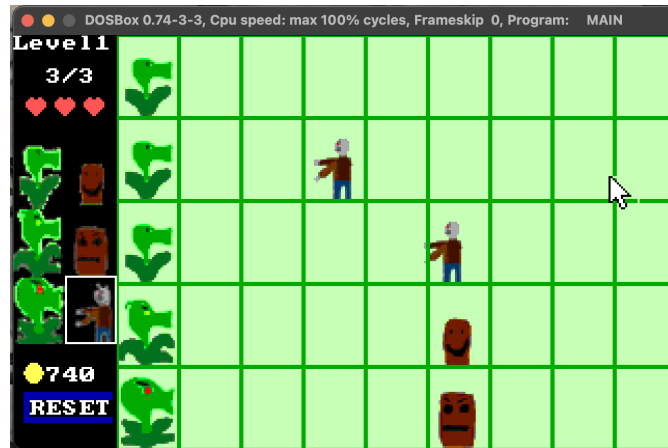 DOSBox 0.74-3-3, Cpu speed: max 100% cycles, Frameskip 0, Program: MAIN
Level1
3/3
740
RESET